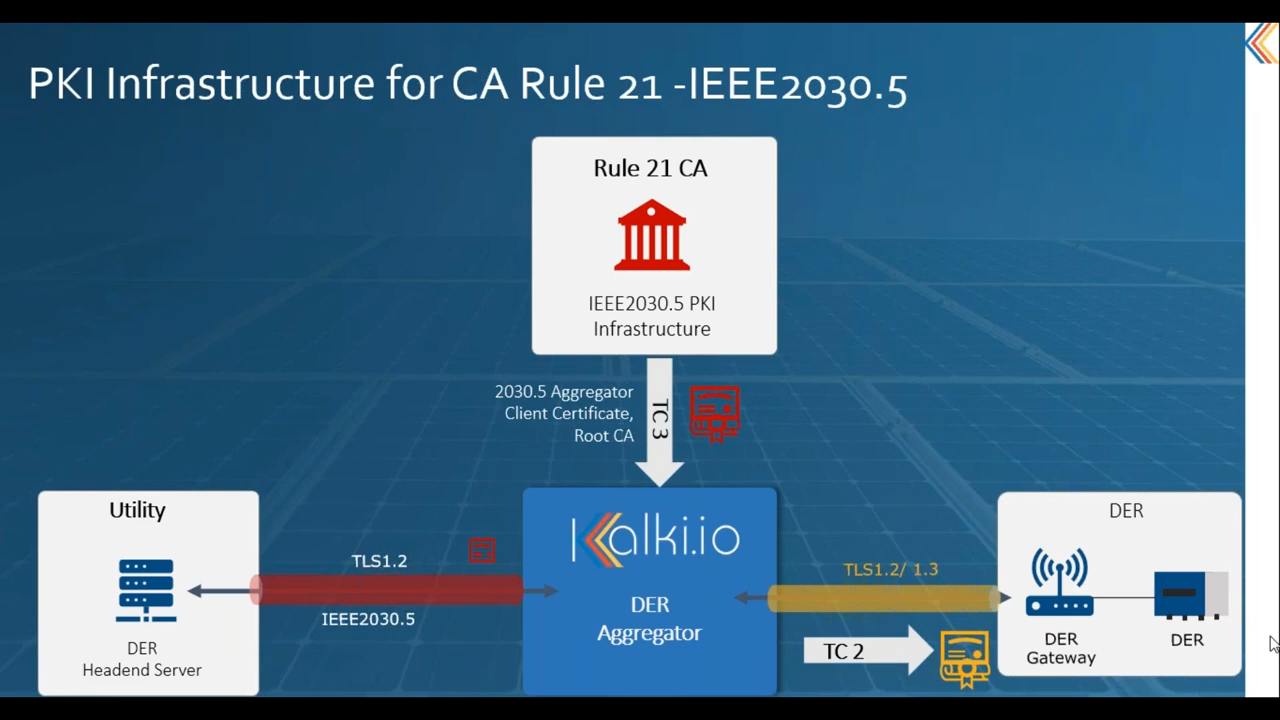 PKI Infrastructure for CA Rule 21 -IEEE2030.5
Rule 21 CA
IEEE2030.5 PKI
Infrastructure
2030.5 Aggregator
Client Certificate,
Root CA
TC 3
Utility
DER
Headend Server
TLS1.2
IEEE2030.5
Kalki.io
DER
Aggregator
TLS1.2/ 1.3
TC 2
DER
DER
Gateway
DER